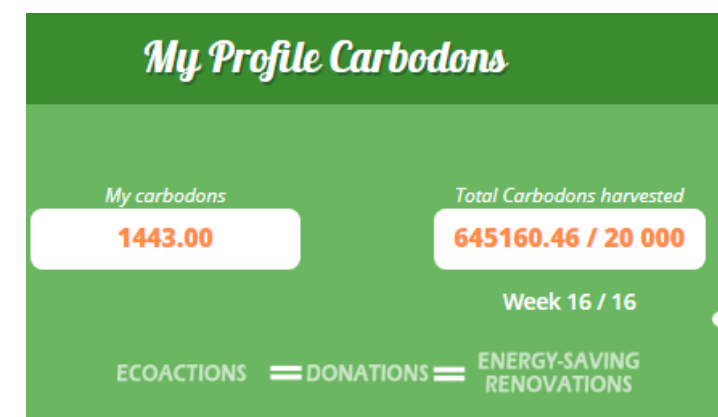 My Profile Carbodons
My carbodons
Total Carbodons harvested
1443.00
645160.46 / 20 000
Week 16 / 16
ECOACTIONS = DONATIONS = ENERGY-SAVING
RENOVATIONS